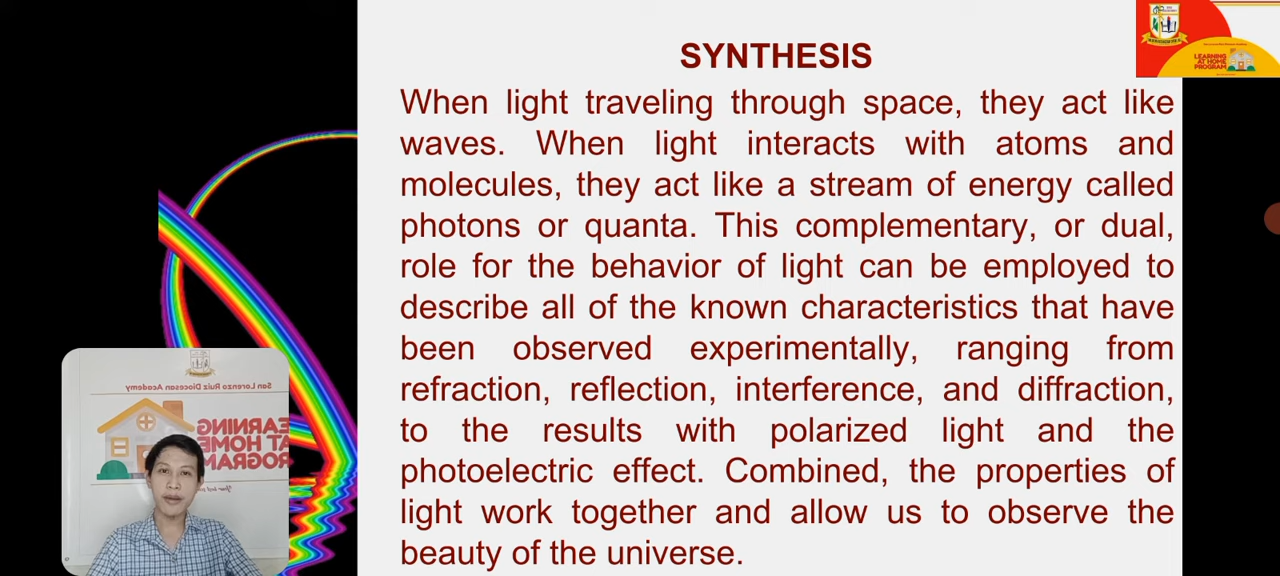 SYNTHESIS
When light traveling through space, they act like
waves. When light interacts with atoms and
molecules, they act like a stream of energy called
photons or quanta. This complementary, or dual,
role for the behavior of light can be employed to
describe all of the known characteristics that have
been observed experimentally, ranging from
refraction, reflection, interference, and diffraction,
to the results with polarized light and the
photoelectric effect. Combined, the properties of
light work together and allow us to observe the
beauty of the universe.
LEARNING
AT HOME
PROGRAM
San Lorenzo Ruiz Diocesan Academy
LEARNING
AT HOME
PROGRAM